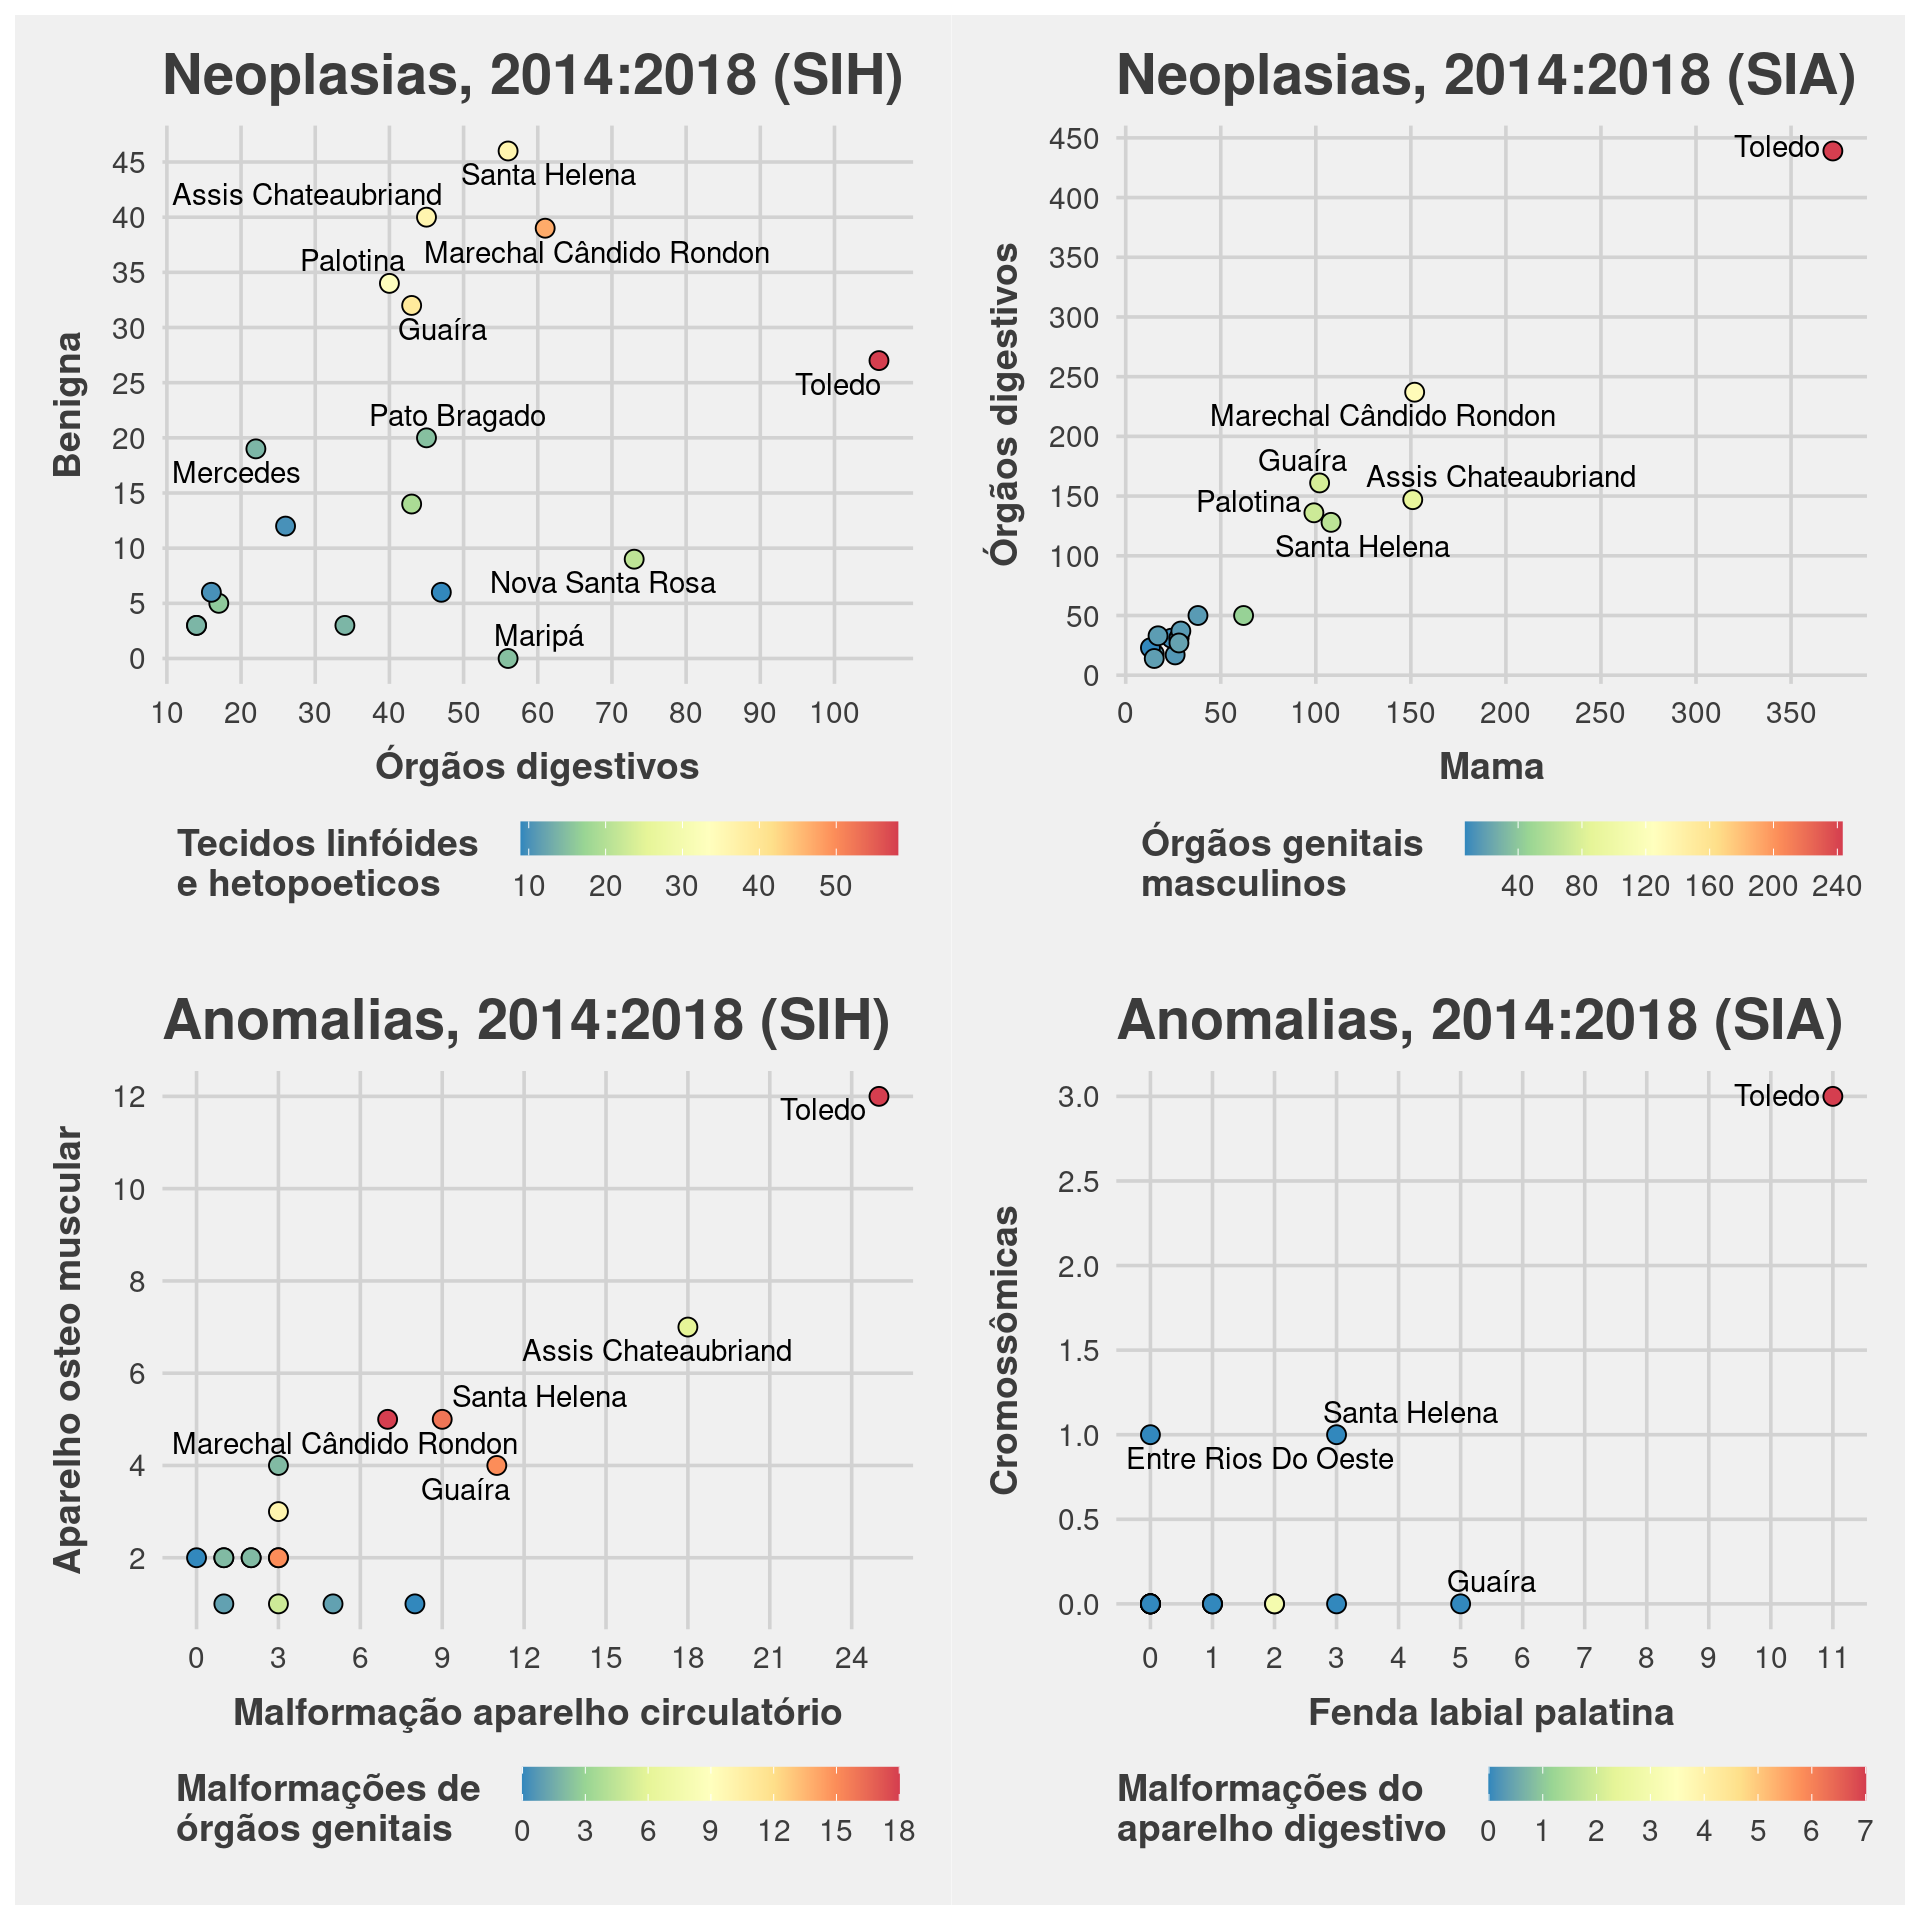 Neoplasias, 2014:2018 (SIH)
Benigna
45
40
35
30
25
20
15
10
5
0
Santa Helena
Assis Chateaubriand
Marechal Cândido Rondon
Palotina
Guaíra
Toledo
Pato Bragado
Mercedes
Nova Santa Rosa
Maripá
10 20 30 40 50 60 70 80 90 100
Órgãos digestivos
Tecidos linfóides
e hetopoeticos
10 20 30 40 50
Neoplasias, 2014:2018 (SIA)
Órgãos digestivos
450
400
350
300
250
200
150
100
50
0
Toledo
Marechal Cândido Rondon
Guaíra
Assis Chateaubriand
Palotina
Santa Helena
0 50 100 150 200 250 300 350
Mama
Órgãos genitais
masculinos
40 80 120 160 200 240
Anomalias, 2014:2018 (SIH)
Aparelho osteo muscular
12
10
8
6
4
2
Toledo
Assis Chateaubriand
Santa Helena
Marechal Cândido Rondon
Guaíra
0 3 6 9 12 15 18 21 24
Malformação aparelho circulatório
Malformações de
órgãos genitais
0 3 6 9 12 15 18
Anomalias, 2014:2018 (SIA)
Cromossômicas
3.0
2.5
2.0
1.5
1.0
0.5
0.0
Toledo
Santa Helena
Entre Rios Do Oeste
Guaíra
0 1 2 3 4 5 6 7 8 9 10 11
Fenda labial palatina
Malformações do
aparelho digestivo
0 1 2 3 4 5 6 7